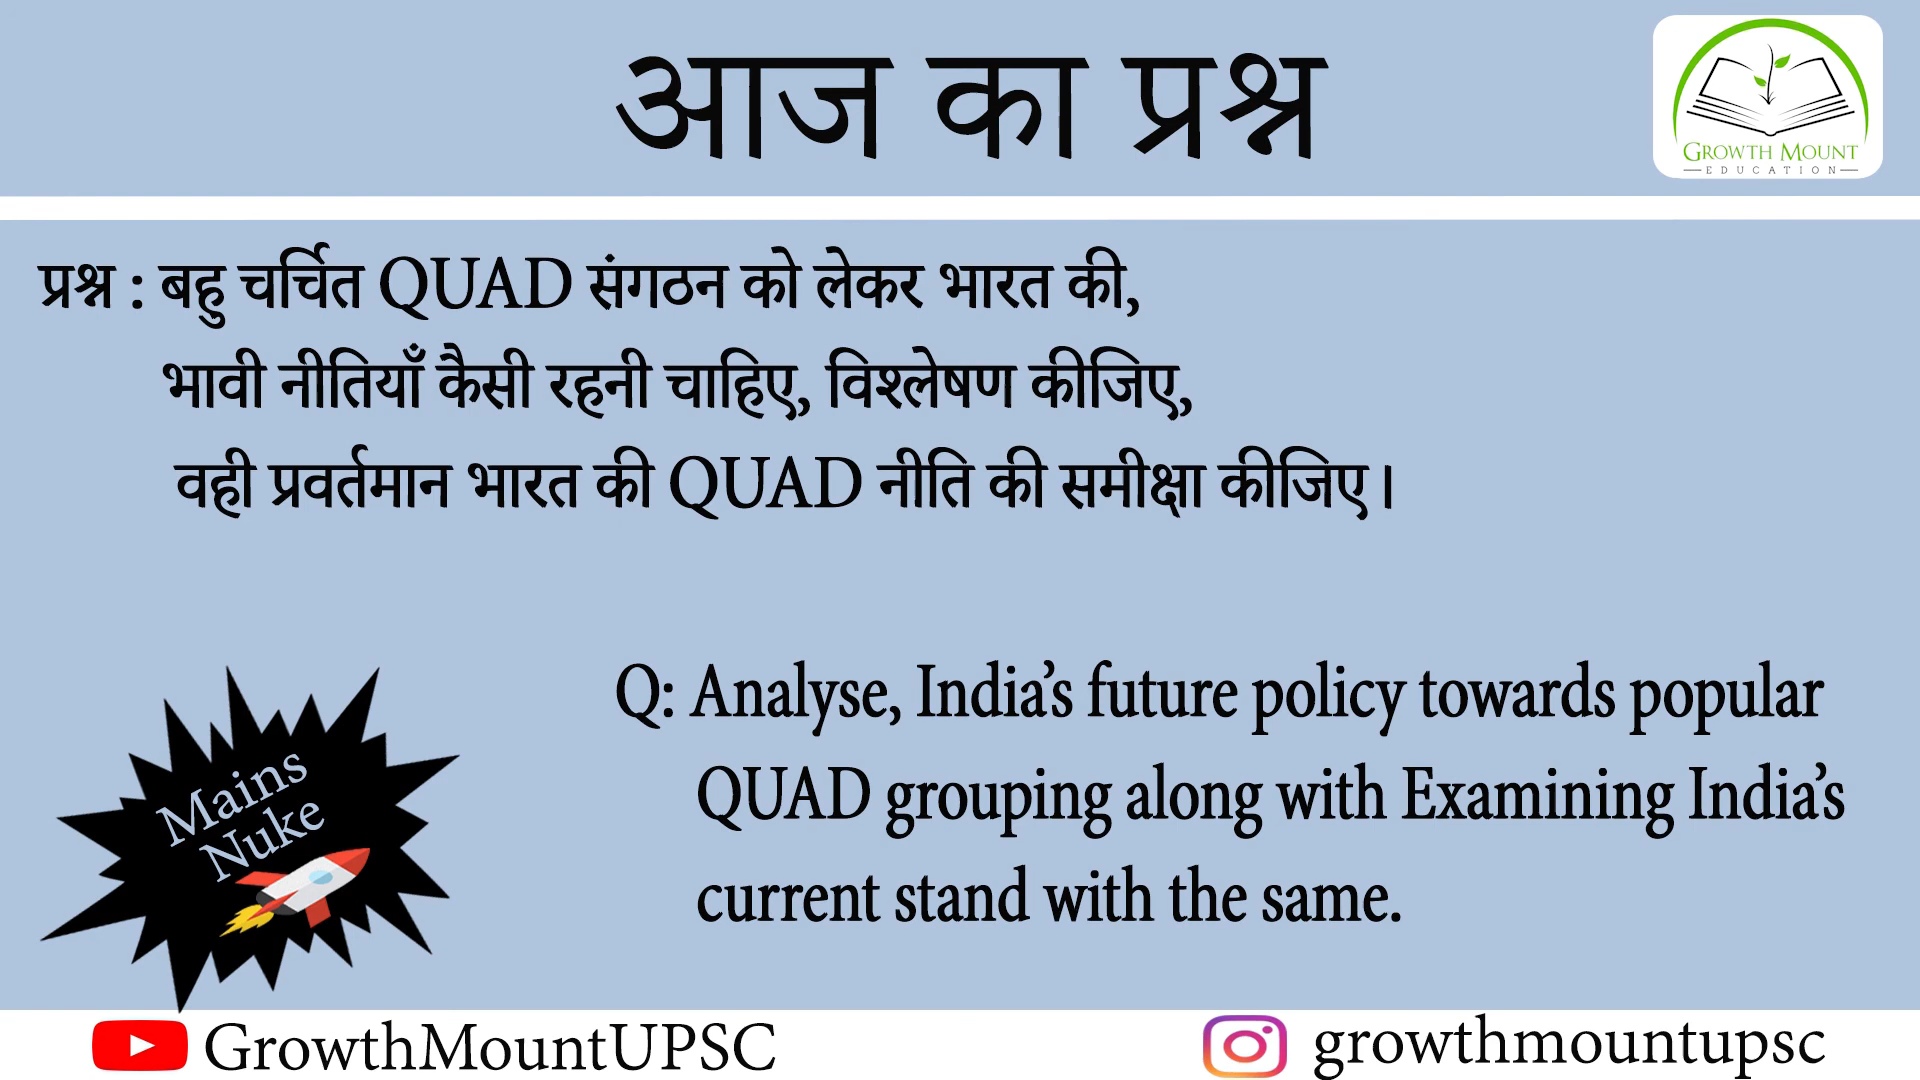 आज का प्रश्न
GROWTH MOUNT
EDUCATION
प्रश्न : बहु चर्चित QUAD संगठन को लेकर भारत की,
भावी नीतियाँ कैसी रहनी चाहिए, विश्लेषण कीजिए,
वही प्रवर्तमान भारत की QUAD नीति की समीक्षा कीजिए।
Q: Analyse, India’s future policy towards popular
QUAD grouping along with Examining India’s
current stand with the same.
Mains
Nuke
GrowthMountUPSC
growthmountupsc